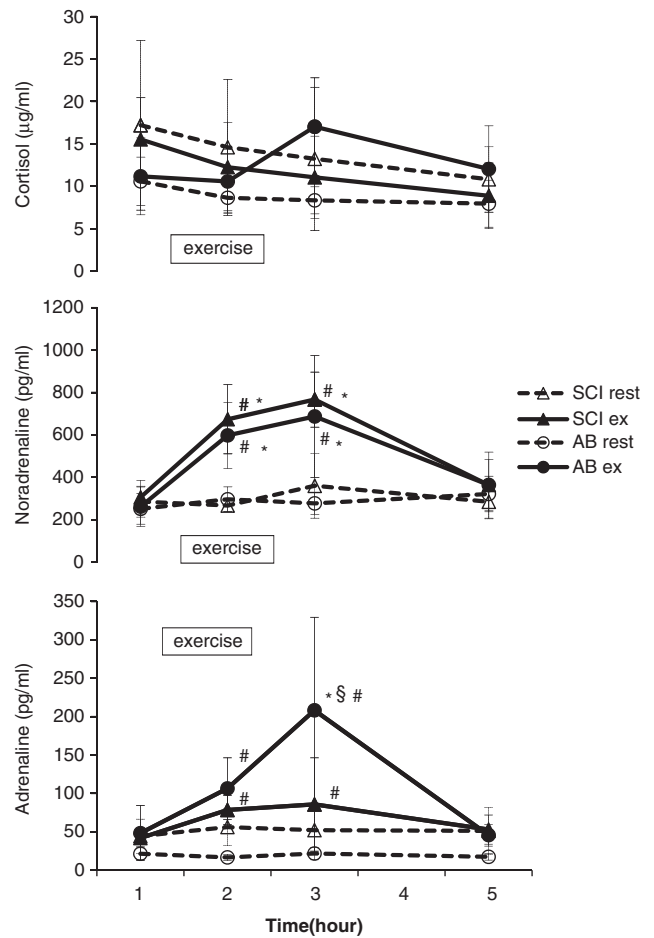 30
25
20
15
10
5
0
Cortisol (µg/ml)
exercise
1200
1000
800
600
400
200
0
Noradrenaline (pg/ml)
# *
# *
# *
# *
exercise
SCI rest
SCI ex
AB rest
AB ex
350
300
250
200
150
100
50
0
Adrenaline (pg/ml)
exercise
* § #
#
#
#
1 2 3 4 5
Time(hour)